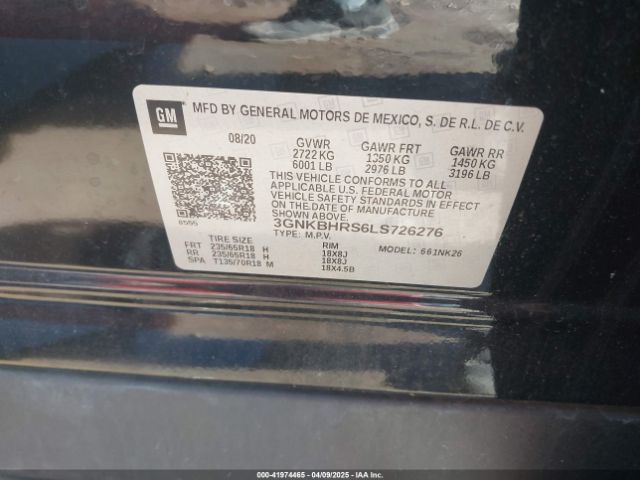 GM
MFD BY GENERAL MOTORS DE MEXICO, S. DE R.L. DE C.V.
08/20 GVWR GAWR FRT GAWR RR
2722 KG 1350 KG 1450 KG
6001 LB 2976 LB 3196 LB
THIS VEHICLE CONFORMS TO ALL
APPLICABLE U.S. FEDERAL MOTOR
VEHICLE SAFETY STANDARDS IN EFFECT
ON THE DATE OF MANUFACTURE
SHOWN ABOVE.
3GNKBHRS6LS726276
TYPE: M.P.V. MODEL: 661NK26
TIRE SIZE RIM
FRT 235/65R18 H 18X8J
RR 235/65R18 H 18X8J
SPA T135/70R18 M 18X4.5B
000-41974465 - 04/09/2025 - IAAI.COM